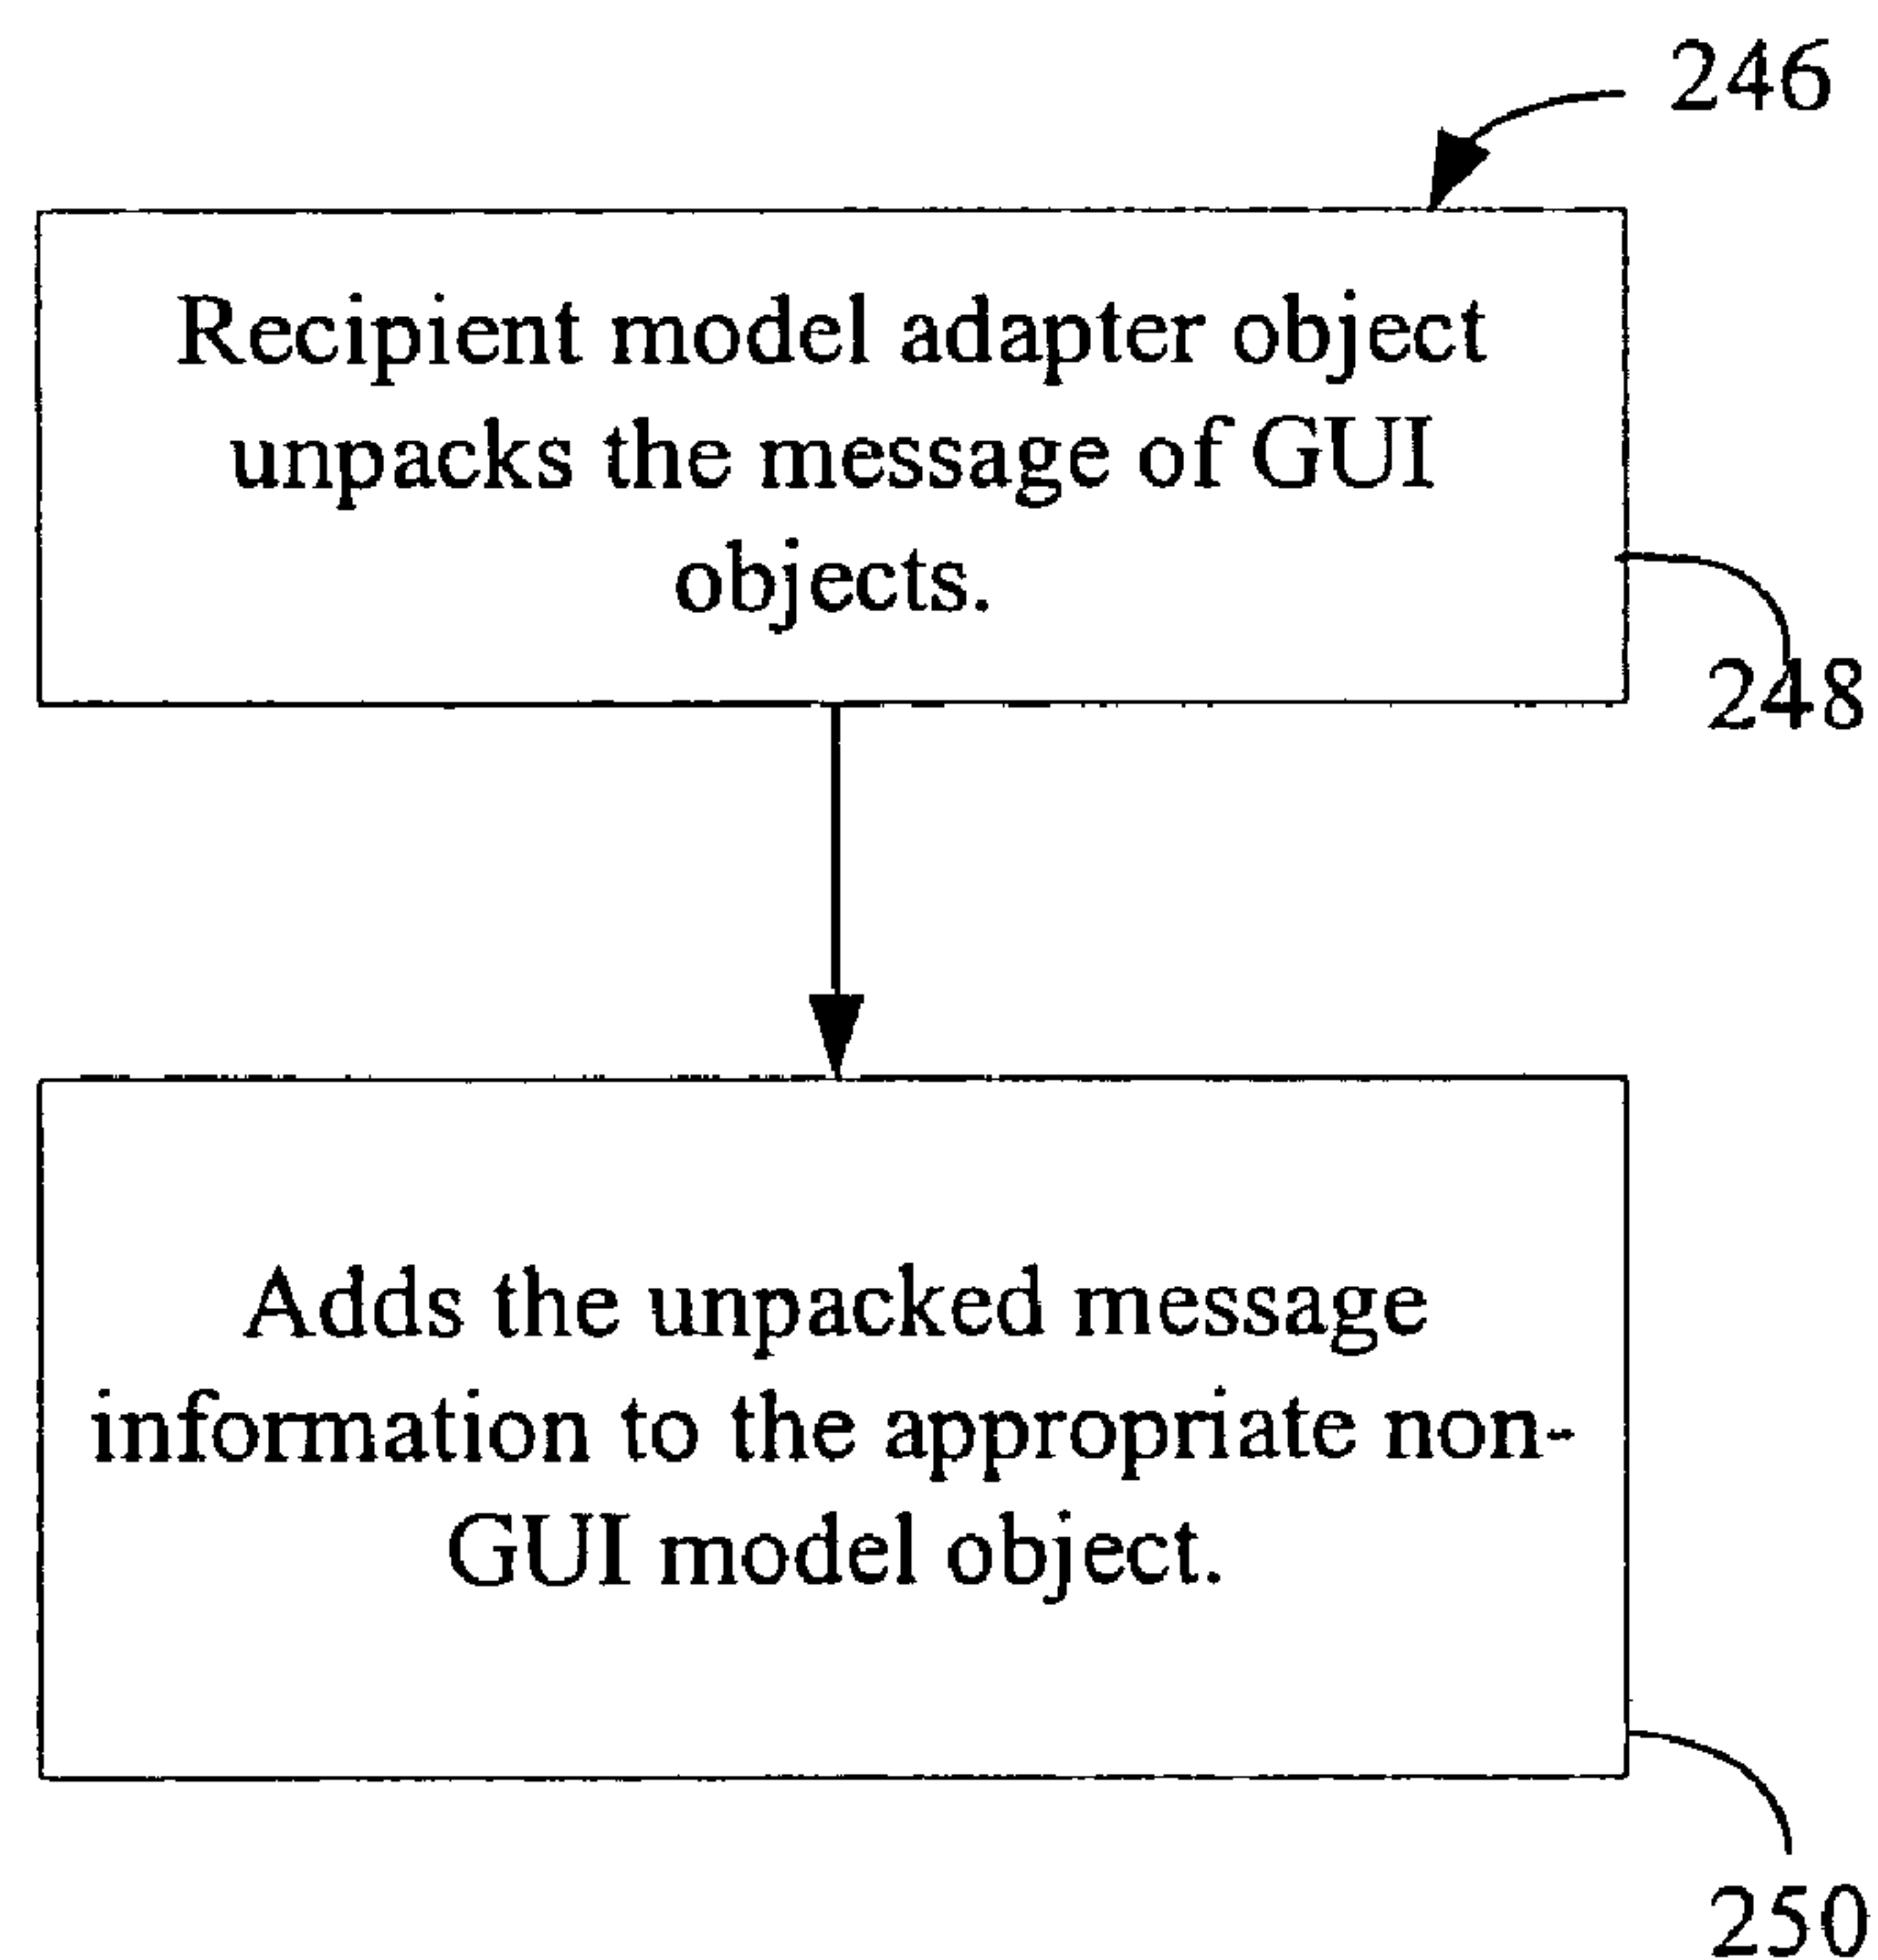 246
Recipient model adapter object
unpacks the message of GUI
objects.
248
Adds the unpacked message
information to the appropriate non-
GUI model object.
250